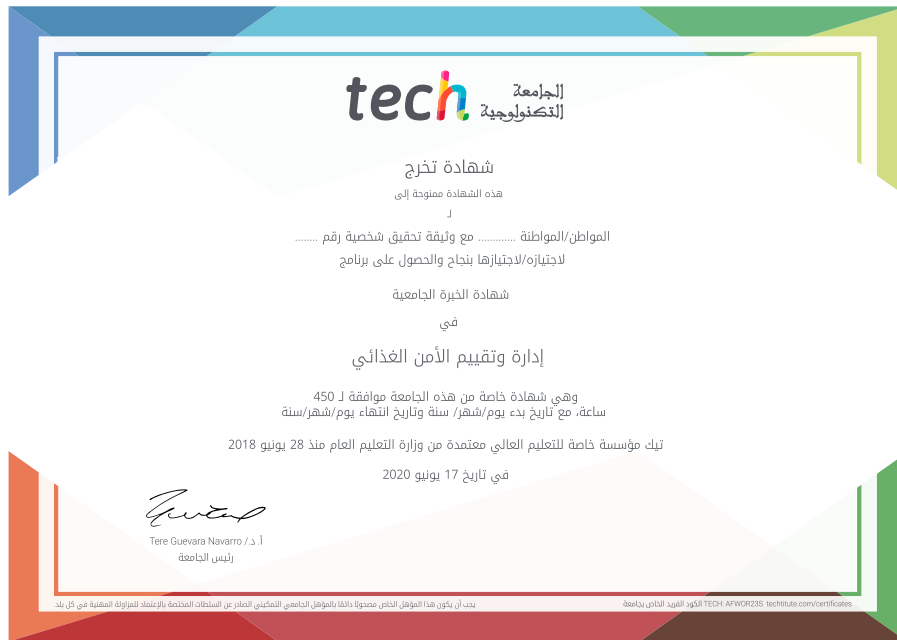 tech الجامعة
التكنولوجية
شهادة تخرج
هذه الشهادة ممنوحة إلى
لـ
المواطن/المواطنة ............. مع وثيقة تحقيق شخصية رقم ........
لاجتيازه/لاجتيازها بنجاح والحصول على برنامج
شهادة الخبرة الجامعية
في
إدارة وتقييم الأمن الغذائي
وهي شهادة خاصة من هذه الجامعة موافقة لـ 450
ساعة، مع تاريخ بدء يوم/شهر/ سنة وتاريخ انتهاء يوم/شهر/سنة
تيك مؤسسة خاصة للتعليم العالي معتمدة من وزارة التعليم العام منذ 28 يونيو 2018
في تاريخ 17 يونيو 2020
أ. د./ Tere Guevara Navarro
رئيس الجامعة
يجب أن يكون هذا المؤهل الخاص مصحوبًا دائمًا بالمؤهل الجامعي التمكيني الصادر عن السلطات المختصة بالإعتماد للمزاولة المهنية في كل بلد.
الكود الفريد الخاص بجامعة TECH: AFWOR23S techtitute.com/certificates